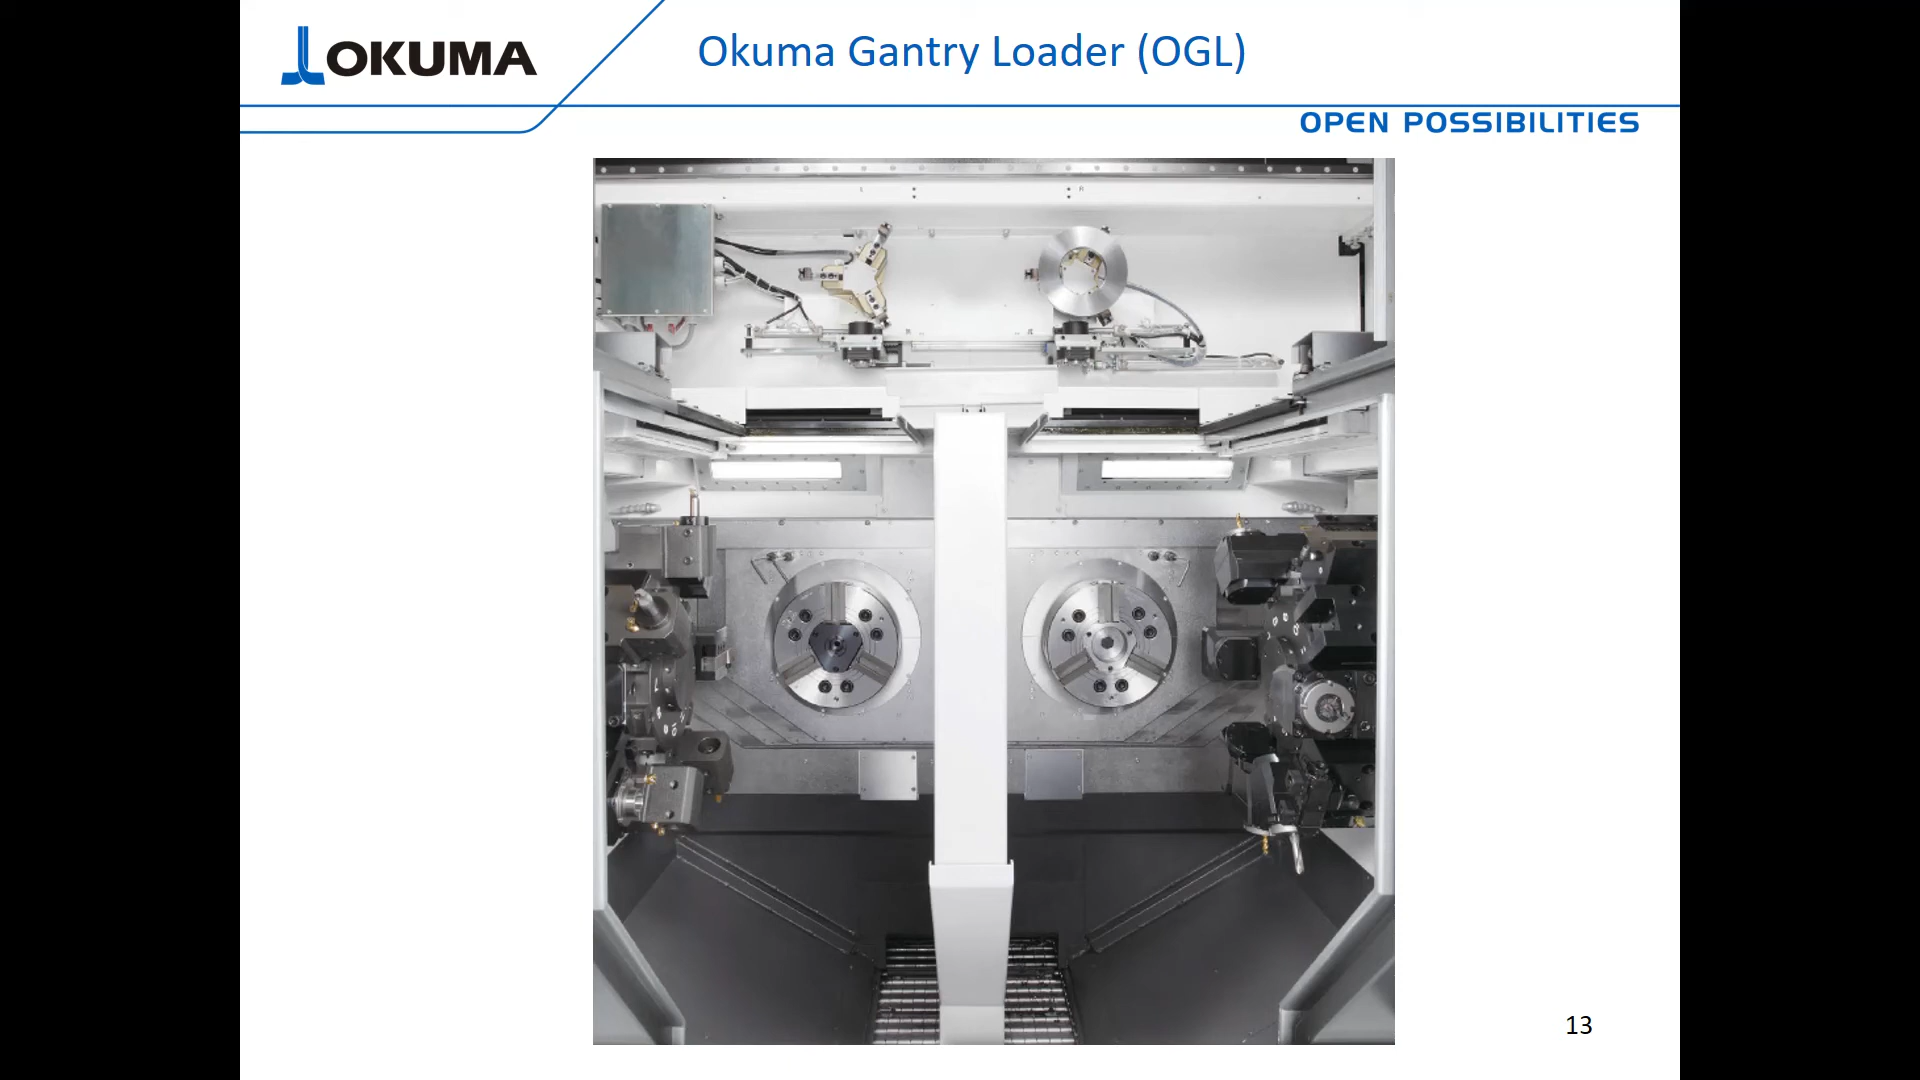 OKUMA
Okuma Gantry Loader (OGL)
OPEN POSSIBILITIES
L
R
13